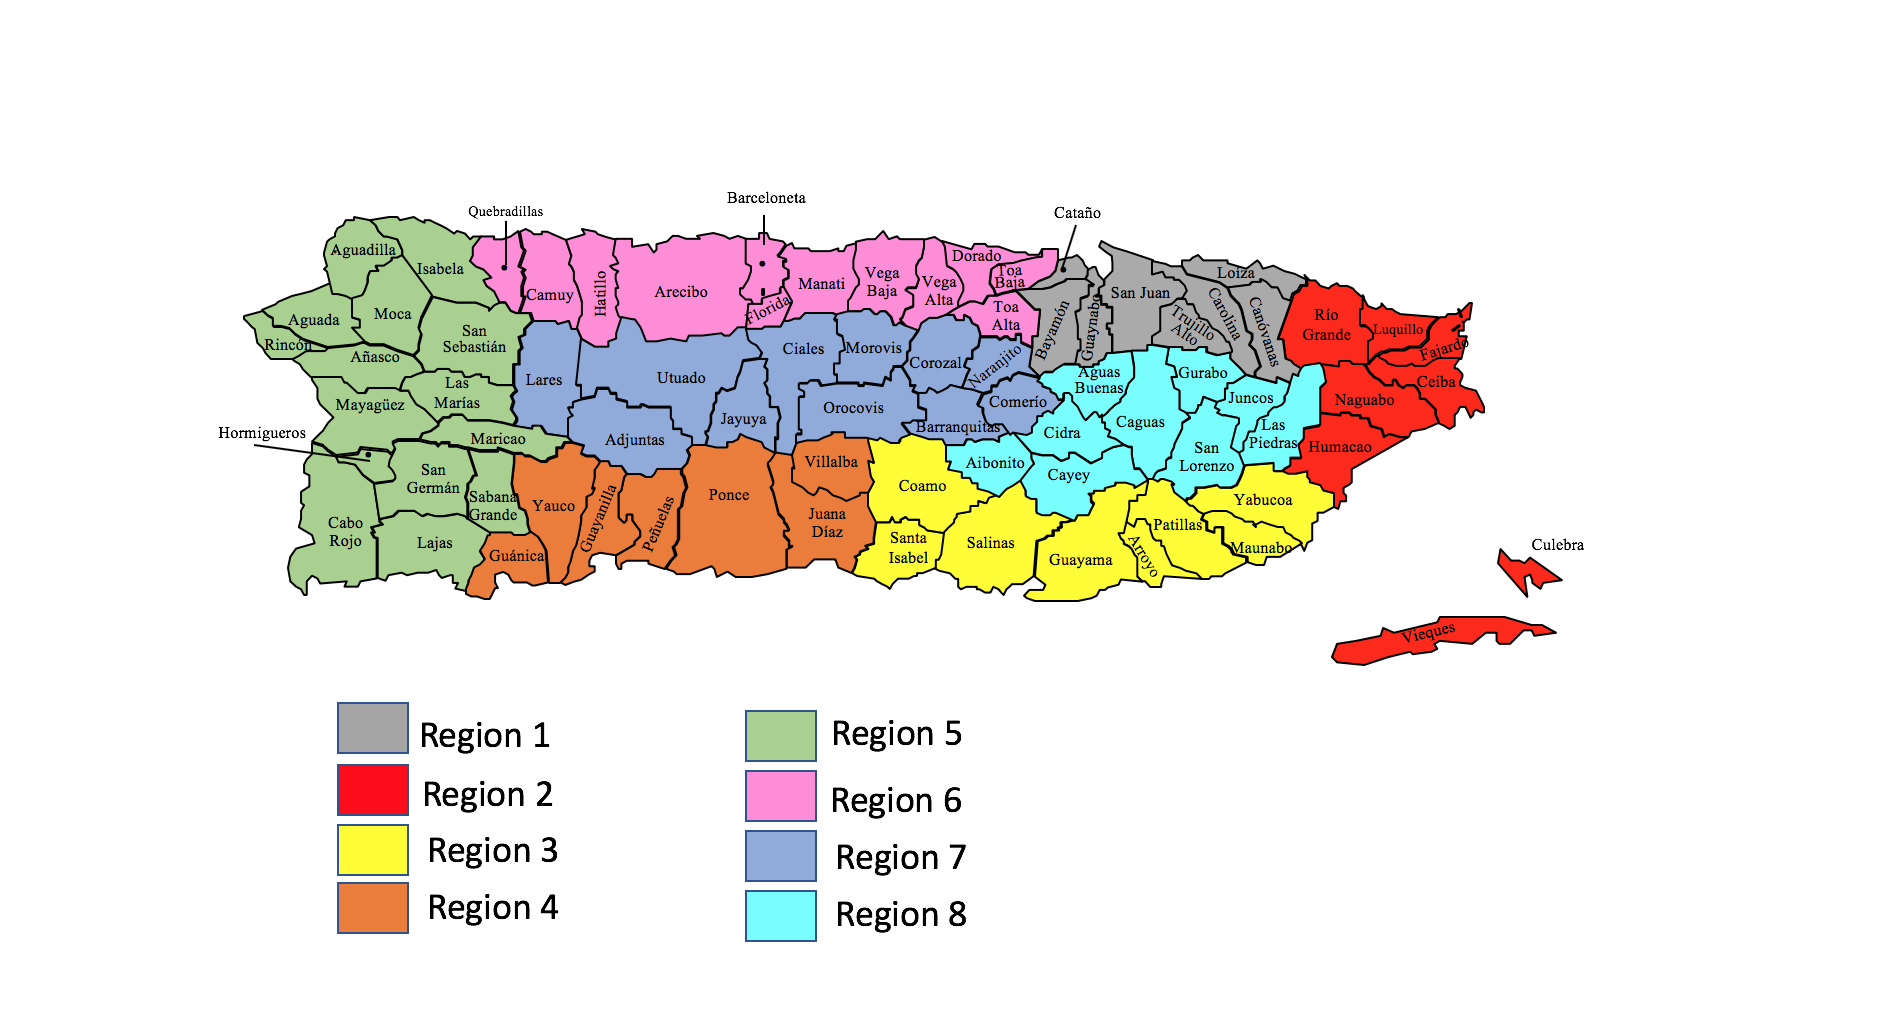 Barceloneta
Quebradillas
Cataño
Aguadilla
Isabela
Camuy
Hatillo
Arecibo
Florida
Manati
Vega
Baja
Vega
Alta
Dorado
Toa
Baja
Toa
Alta
Bayamón
Guaynabo
San Juan
Trujillo
Alto
Carolina
Loiza
Canóvanas
Río
Grande
Luquillo
Fajardo
Ceiba
Naguabo
Humacao
Moca
Aguada
Rincón
Añasco
San
Sebastián
Las
Marías
Mayagüez
Maricao
Hormigueros
Lares
Utuado
Adjuntas
Jayuya
Ciales
Morovis
Orocovis
Corozal
Naranjito
Comerío
Barranquitas
Aguas
Buenas
Gurabo
Juncos
Caguas
Cidra
Las
Piedras
San
Lorenzo
Aibonito
Cayey
San
Germán
Sabana
Grande
Cabo
Rojo
Lajas
Guánica
Yauco
Guayanilla
Peñuelas
Ponce
Villalba
Juana
Díaz
Coamo
Santa
Isabel
Salinas
Guayama
Arroyo
Patillas
Maunabo
Yabucoa
Culebra
Vieques
Region 1
Region 2
Region 3
Region 4
Region 5
Region 6
Region 7
Region 8